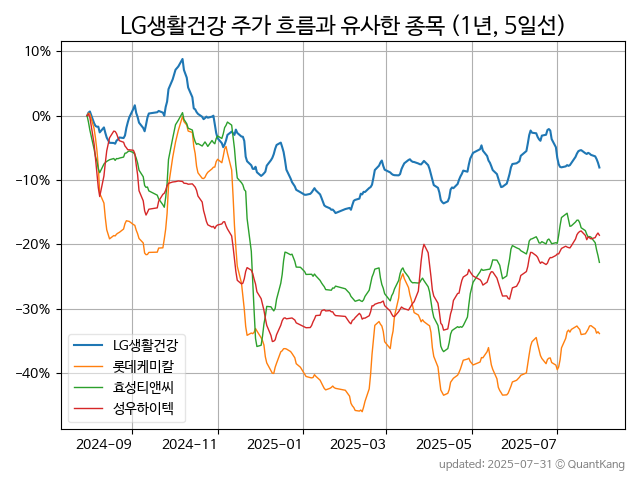 LG생활건강 주가 흐름과 유사한 종목 (1년, 5일선)
10%
0%
−10%
−20%
−30%
−40%
LG생활건강
롯데케미칼
효성티앤씨
성우하이텍
2024-09
2024-11
2025-01
2025-03
2025-05
2025-07
updated: 2025-07-31 © QuantKang